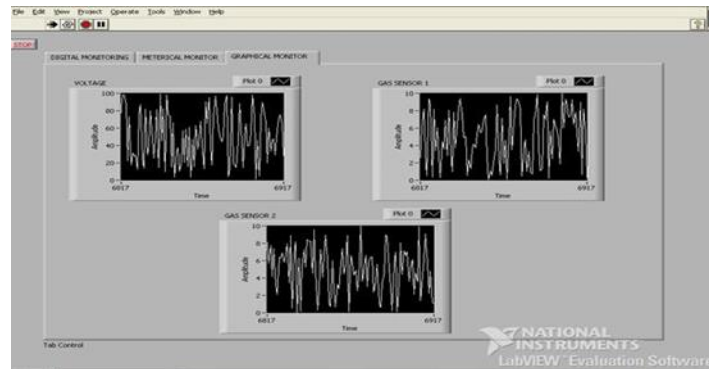 File Edit View Project Operate Tools Window Help
STOP
DIGITAL MONITORING METERICAL MONITOR GRAPHICAL MONITOR
VOLTAGE Plot 0
100
80
60
40
20
0
Amplitude
6817 6917
Time
GAS SENSOR 1 Plot 0
10
8
6
4
2
0
Amplitude
6817 6917
Time
GAS SENSOR 2 Plot 0
10
8
6
4
2
0
Amplitude
6817 6917
Time
Tab Control
NATIONAL
INSTRUMENTS
LabVIEW Evaluation Software